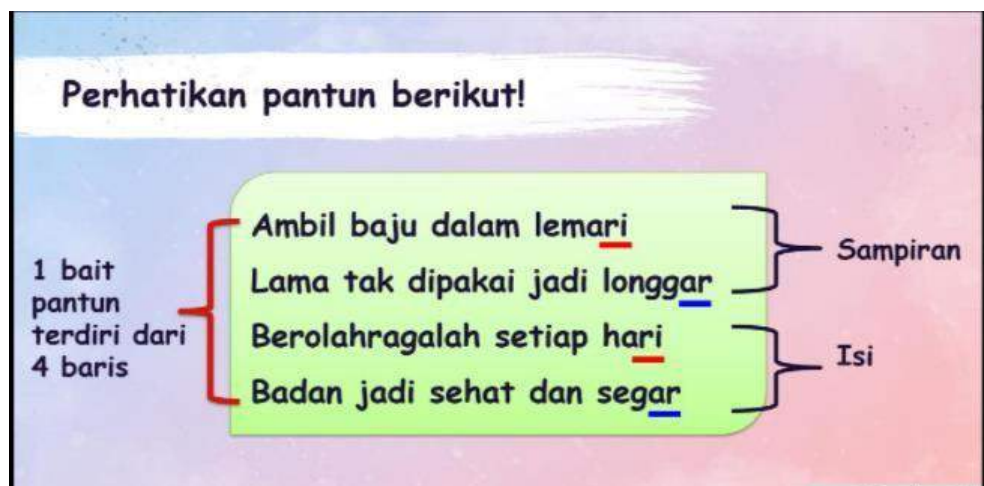 Perhatikan pantun berikut!
1 bait
pantun
terdiri dari
4 baris
Ambil baju dalam lemari
Lama tak dipakai jadi longgar
Berolahragalah setiap hari
Badan jadi sehat dan segar
Sampiran
Isi